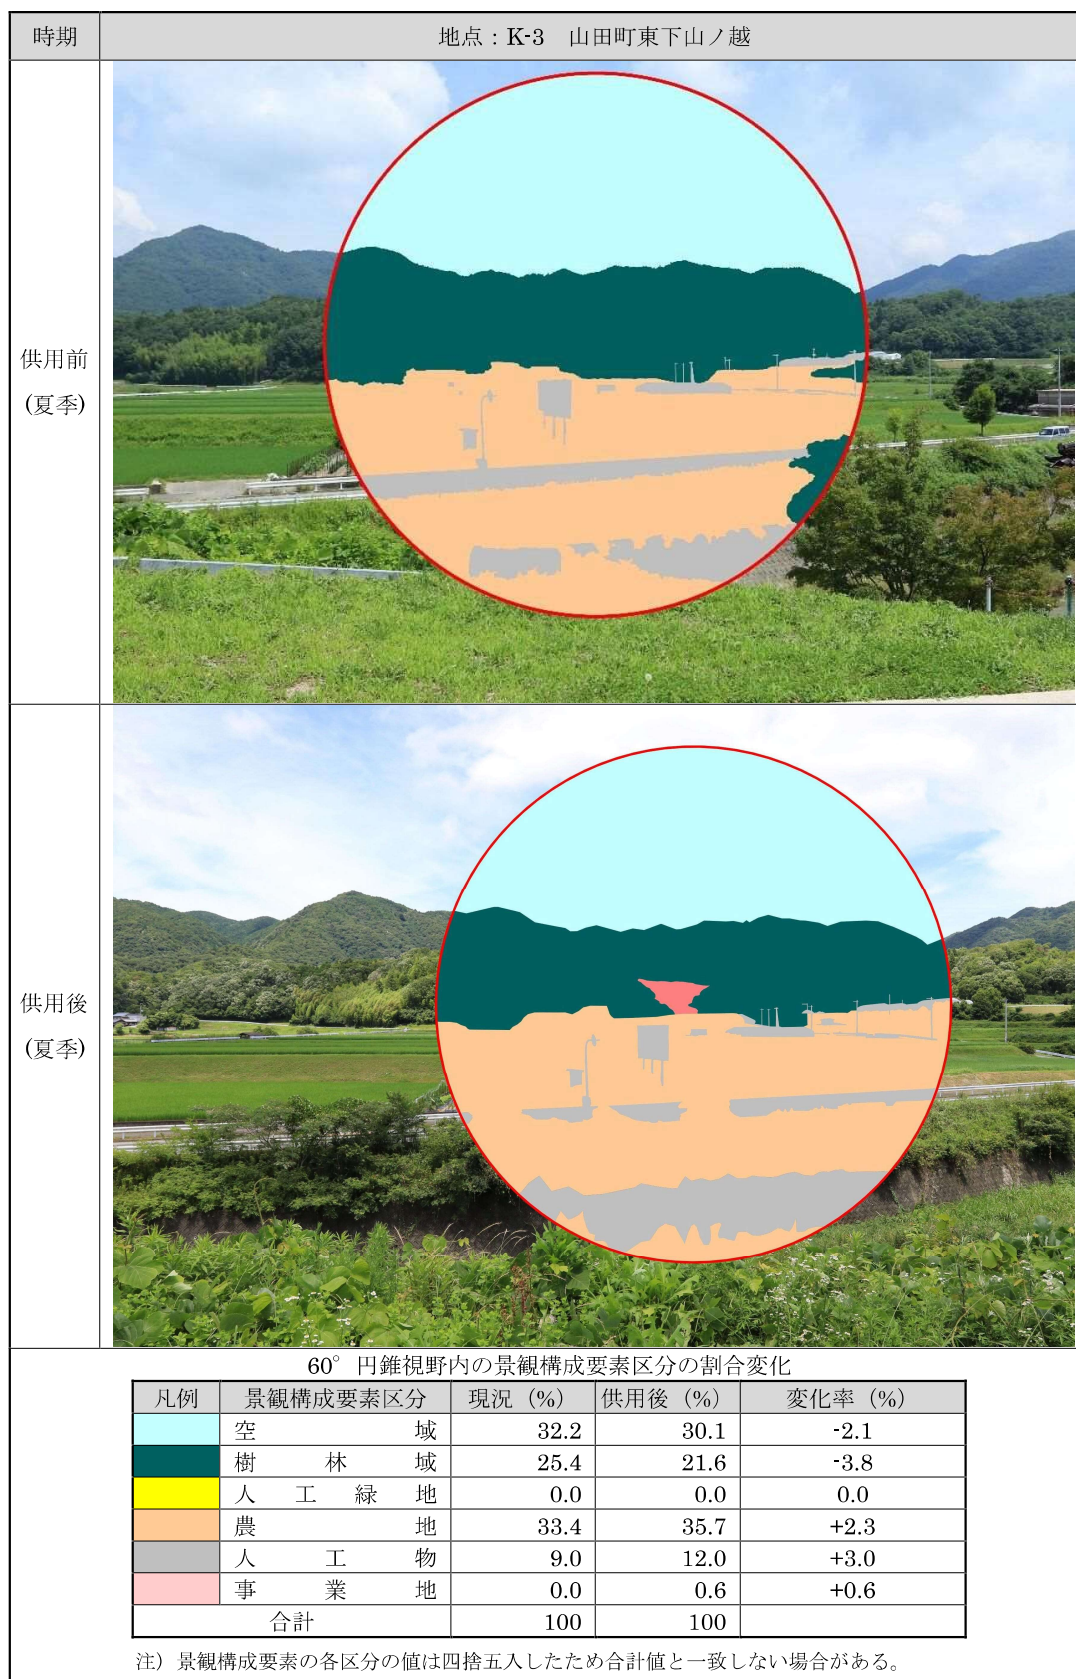 時期 地点：K-3 山田町東下山ノ越
供用前
(夏季)
供用後
(夏季)
60° 円錐視野内の景観構成要素区分の割合変化
凡例 景観構成要素区分 現況（%） 供用後（%） 変化率（%）
空域 32.2 30.1 -2.1
樹林域 25.4 21.6 -3.8
人工緑地 0.0 0.0 0.0
農地 33.4 35.7 +2.3
人工物 9.0 12.0 +3.0
事業地 0.0 0.6 +0.6
合計 100 100
注）景観構成要素の各区分の値は四捨五入したため合計値と一致しない場合がある。